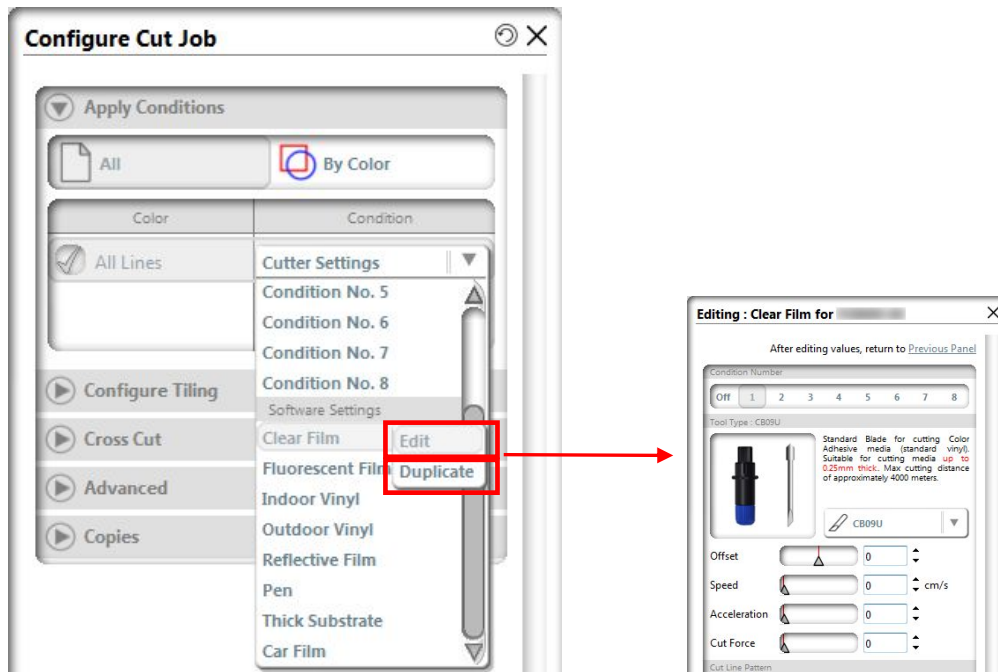 Configure Cut Job
Apply Conditions
All
By Color
Color
Condition
All Lines
Cutter Settings
Condition No. 5
Condition No. 6
Condition No. 7
Condition No. 8
Software Settings
Clear Film
Edit
Fluorescent Film
Duplicate
Indoor Vinyl
Outdoor Vinyl
Reflective Film
Pen
Thick Substrate
Car Film
Configure Tiling
Cross Cut
Advanced
Copies
Editing : Clear Film for
After editing values, return to Previous Panel
Condition Number
Off 1 2 3 4 5 6 7 8
Tool Type : CB09U
Standard Blade for cutting Color
Adhesive media (standard vinyl).
Suitable for cutting media up to
0.25mm thick. Max cutting distance
of approximately 4000 meters.
CB09U
Offset 0
Speed 0 cm/s
Acceleration 0
Cut Force 0
Cut Line Pattern